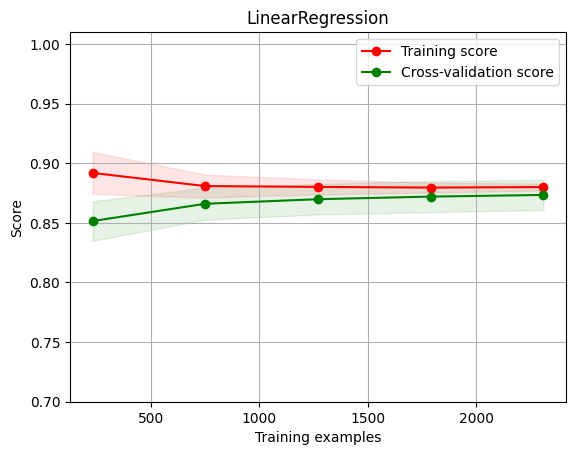 LinearRegression
Training score
Cross-validation score
Score
1.00
0.95
0.90
0.85
0.80
0.75
0.70
500 1000 1500 2000
Training examples